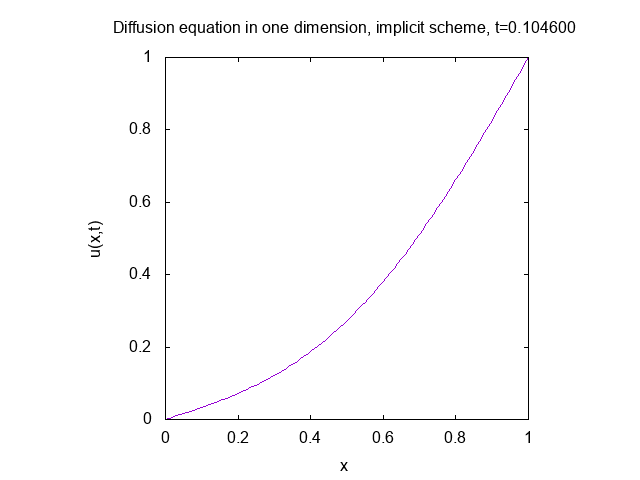 Diffusion equation in one dimension, implicit scheme, t=0.104600
1
0.8
0.6
0.4
0.2
0
u(x,t)
0 0.2 0.4 0.6 0.8 1
x